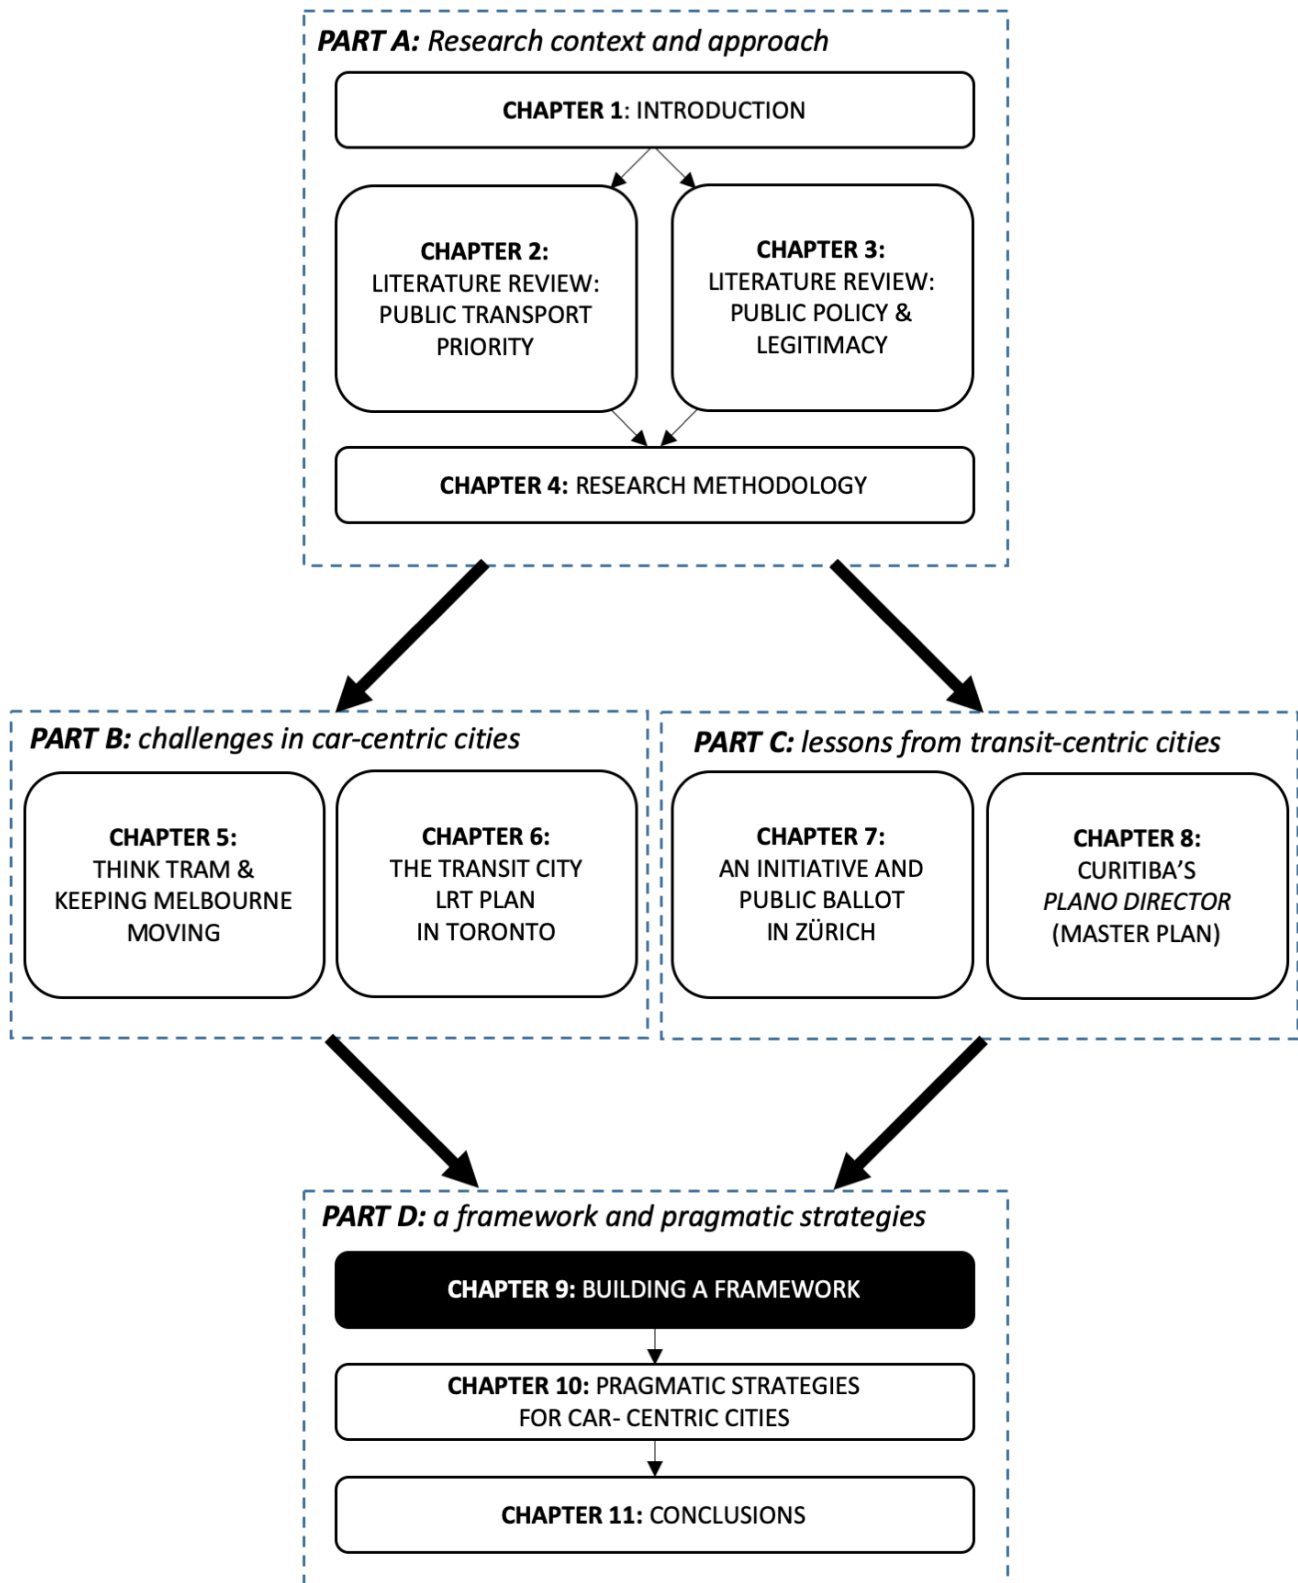 PART A: Research context and approach
CHAPTER 1: INTRODUCTION
CHAPTER 2:
LITERATURE REVIEW:
PUBLIC TRANSPORT
PRIORITY
CHAPTER 3:
LITERATURE REVIEW:
PUBLIC POLICY &
LEGITIMACY
CHAPTER 4: RESEARCH METHODOLOGY
PART B: challenges in car-centric cities
CHAPTER 5:
THINK TRAM &
KEEPING MELBOURNE
MOVING
CHAPTER 6:
THE TRANSIT CITY
LRT PLAN
IN TORONTO
PART C: lessons from transit-centric cities
CHAPTER 7:
AN INITIATIVE AND
PUBLIC BALLOT
IN ZÜRICH
CHAPTER 8:
CURITIBA’S
PLANO DIRECTOR
(MASTER PLAN)
PART D: a framework and pragmatic strategies
CHAPTER 9: BUILDING A FRAMEWORK
CHAPTER 10: PRAGMATIC STRATEGIES
FOR CAR- CENTRIC CITIES
CHAPTER 11: CONCLUSIONS